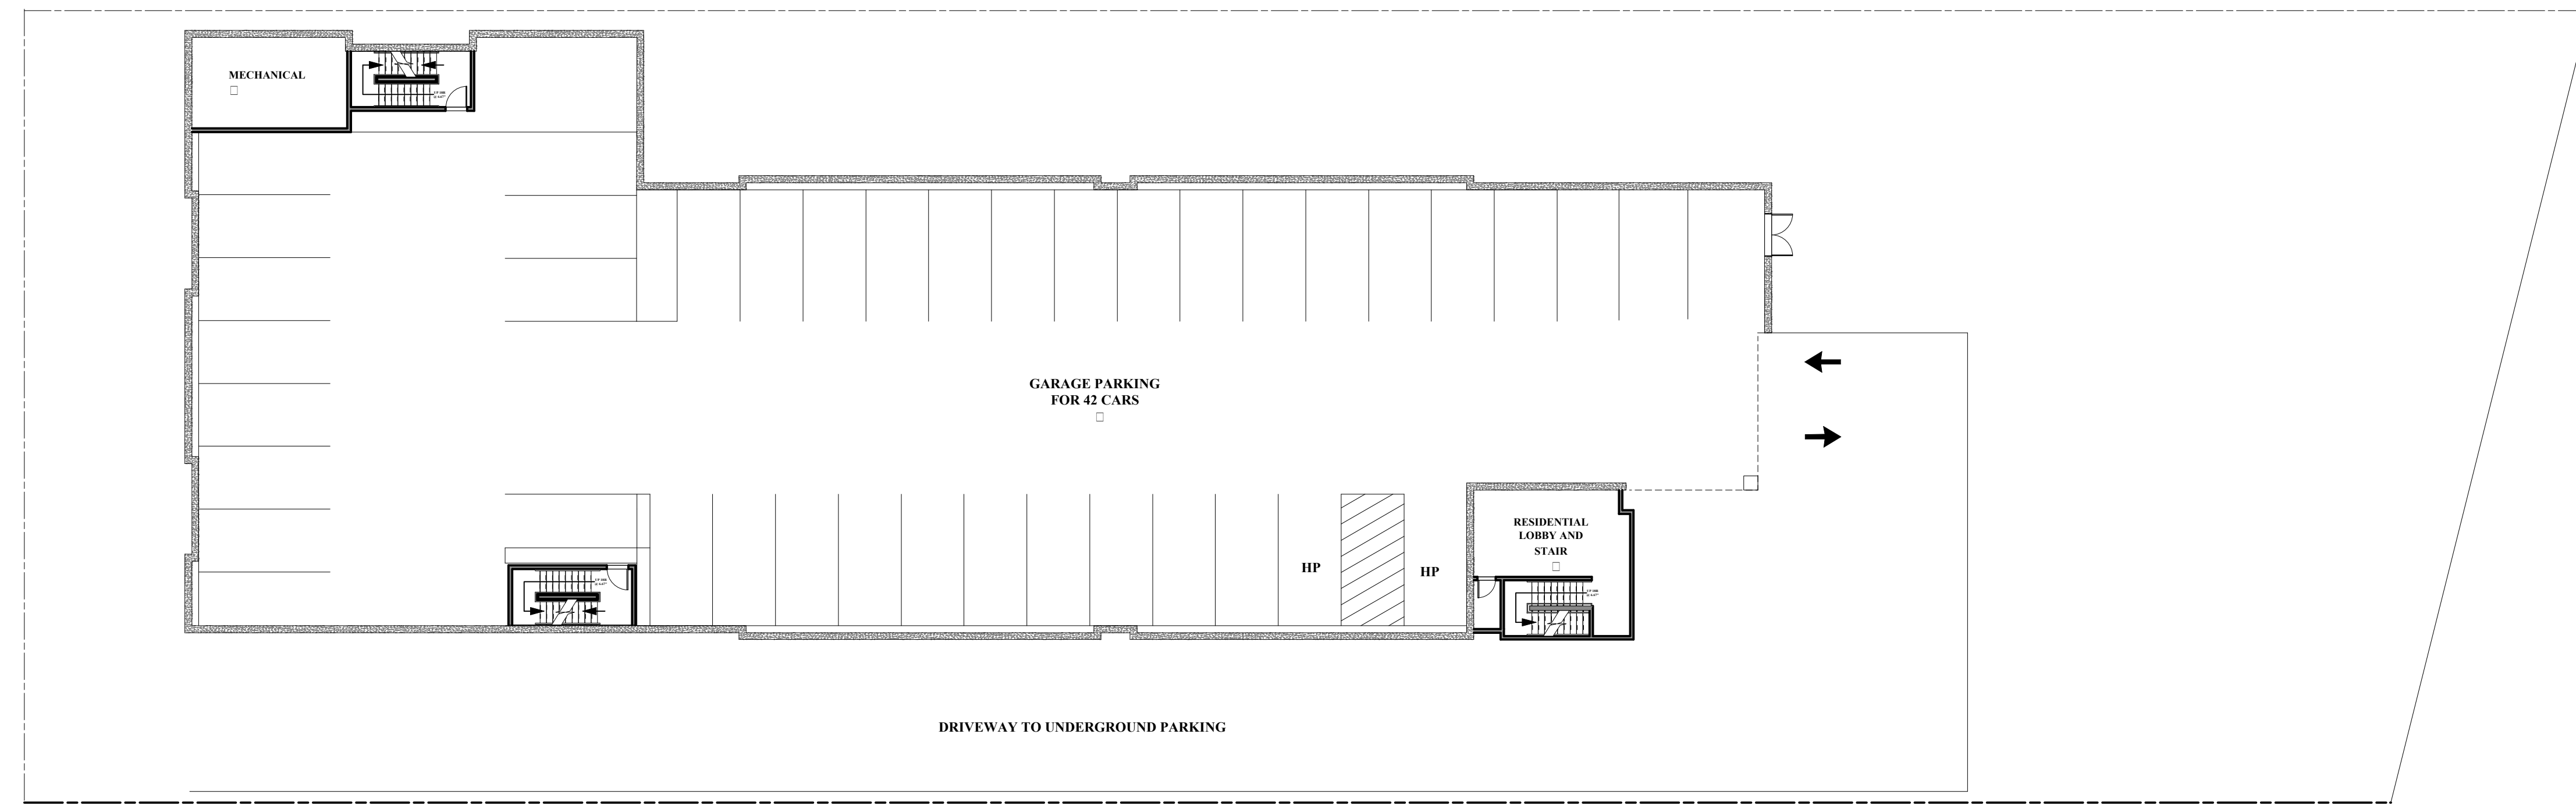 MECHANICAL
GARAGE PARKING
FOR 42 CARS
HP
HP
RESIDENTIAL
LOBBY AND
STAIR
DRIVEWAY TO UNDERGROUND PARKING